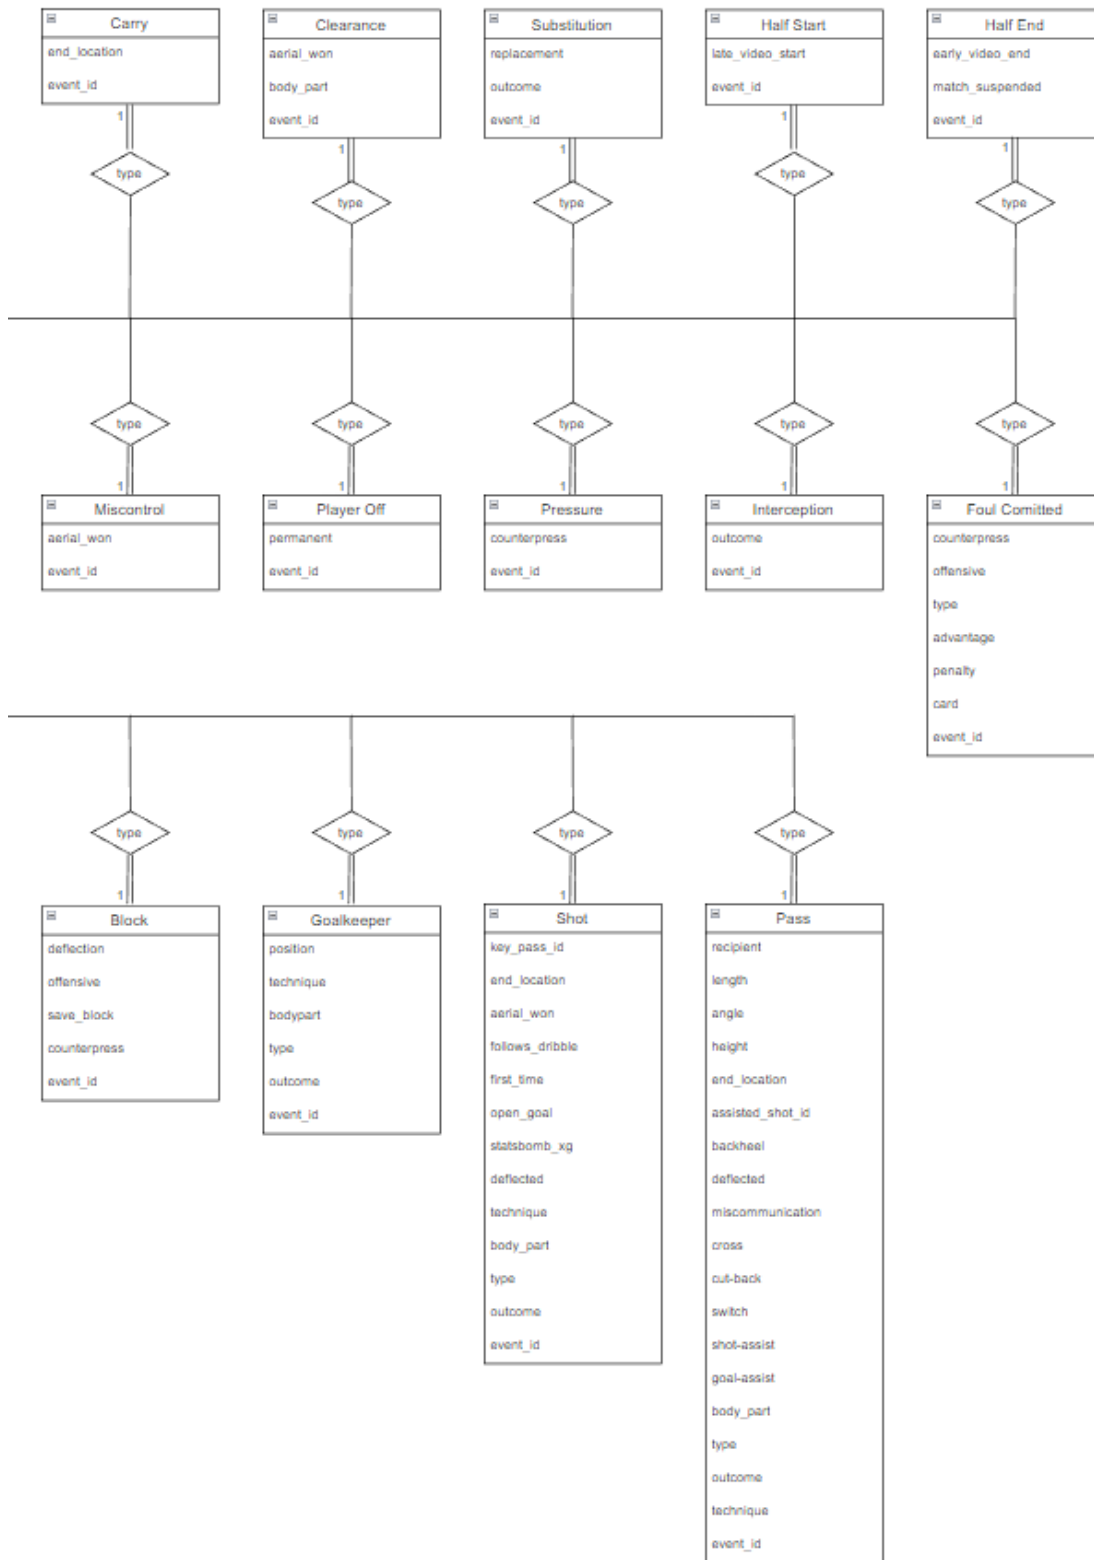 Carry
end_location
event_id
1
type
Clearance
aerial_won
body_part
event_id
1
type
Substitution
replacement
outcome
event_id
1
type
Half Start
late_video_start
event_id
1
type
Half End
early_video_end
match_suspended
event_id
1
type
type
1
Miscontrol
aerial_won
event_id
type
1
Player Off
permanent
event_id
type
1
Pressure
counterpress
event_id
type
1
Interception
outcome
event_id
type
1
Foul Comitted
counterpress
offensive
type
advantage
penalty
card
event_id
type
1
Block
deflection
offensive
save_block
counterpress
event_id
type
1
Goalkeeper
position
technique
bodypart
type
outcome
event_id
type
1
Shot
key_pass_id
end_location
aerial_won
follows_dribble
first_time
open_goal
statsbomb_xg
deflected
technique
body_part
type
outcome
event_id
type
1
Pass
recipient
length
angle
height
end_location
assisted_shot_id
backheel
deflected
miscommunication
cross
cut-back
switch
shot-assist
goal-assist
body_part
type
outcome
technique
event_id